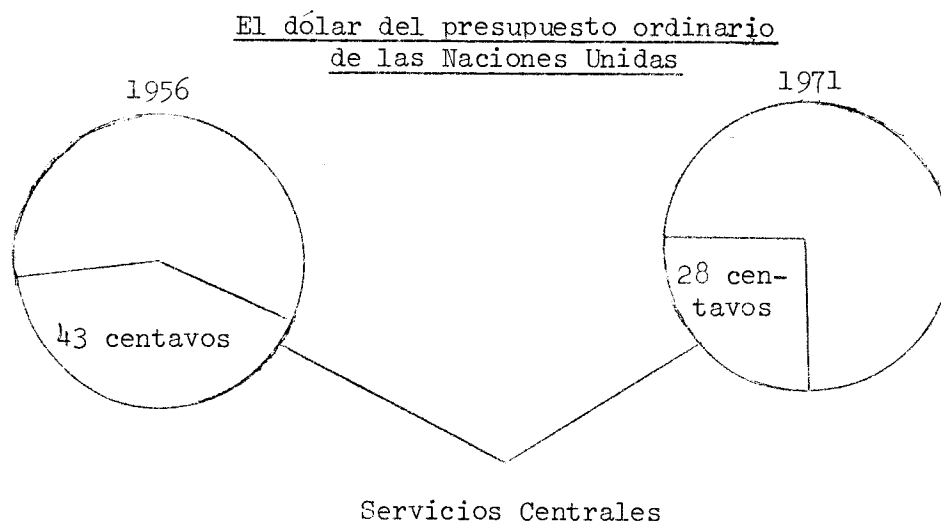 El dólar del presupuesto ordinario
de las Naciones Unidas
1956
1971
43 centavos
28 cen-
tavos
Servicios Centrales